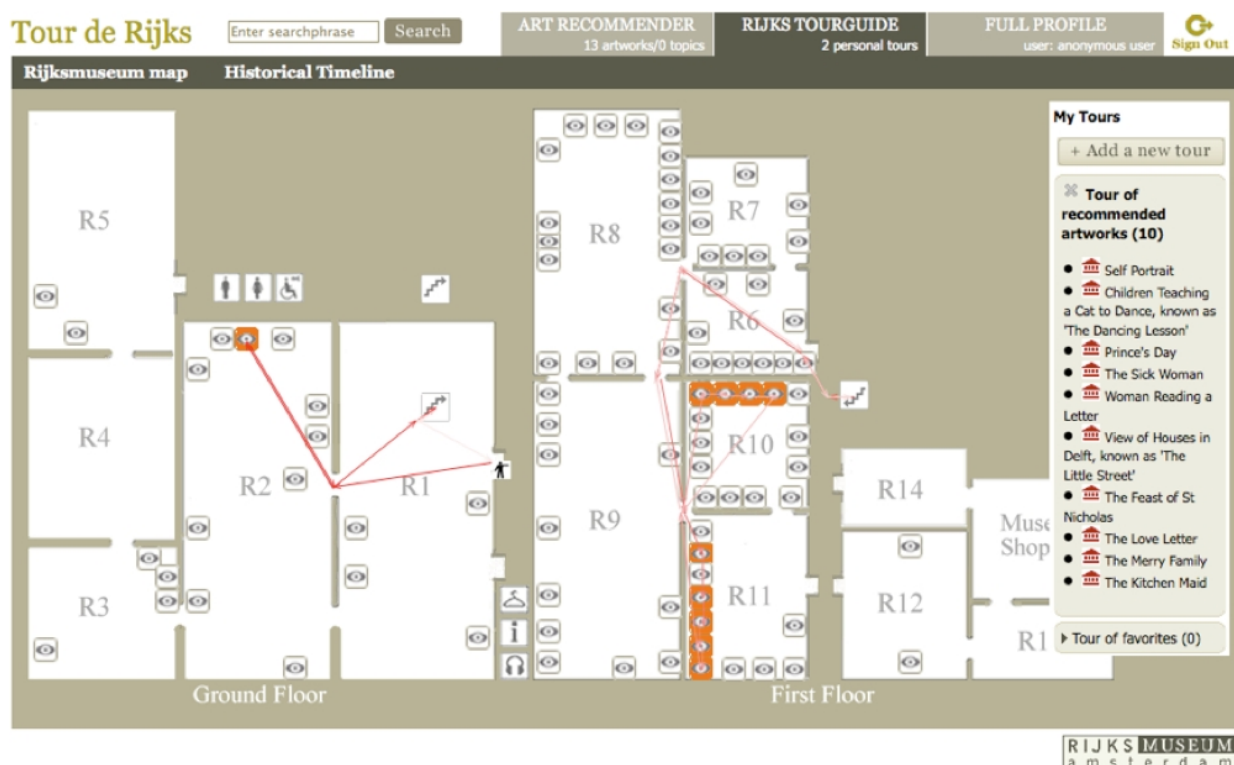 Tour de Rijks
Enter searchphrase
Search
ART RECOMMENDER
13 artworks/0 topics
RIJKS TOURGUIDE
2 personal tours
FULL PROFILE
user: anonymous user
Sign Out
Rijksmuseum map
Historical Timeline
R5
R4
R3
R2
R1
Ground Floor
R8
R7
R6
R10
R9
R11
First Floor
R14
R12
Muse
Shop
R1
i
My Tours
+ Add a new tour
Tour of
recommended
artworks (10)
Self Portrait
Children Teaching
a Cat to Dance, known as
'The Dancing Lesson'
Prince's Day
The Sick Woman
Woman Reading a
Letter
View of Houses in
Delft, known as 'The
Little Street'
The Feast of St
Nicholas
The Love Letter
The Merry Family
The Kitchen Maid
Tour of favorites (0)
RIJKS MUSEUM
amsterdam